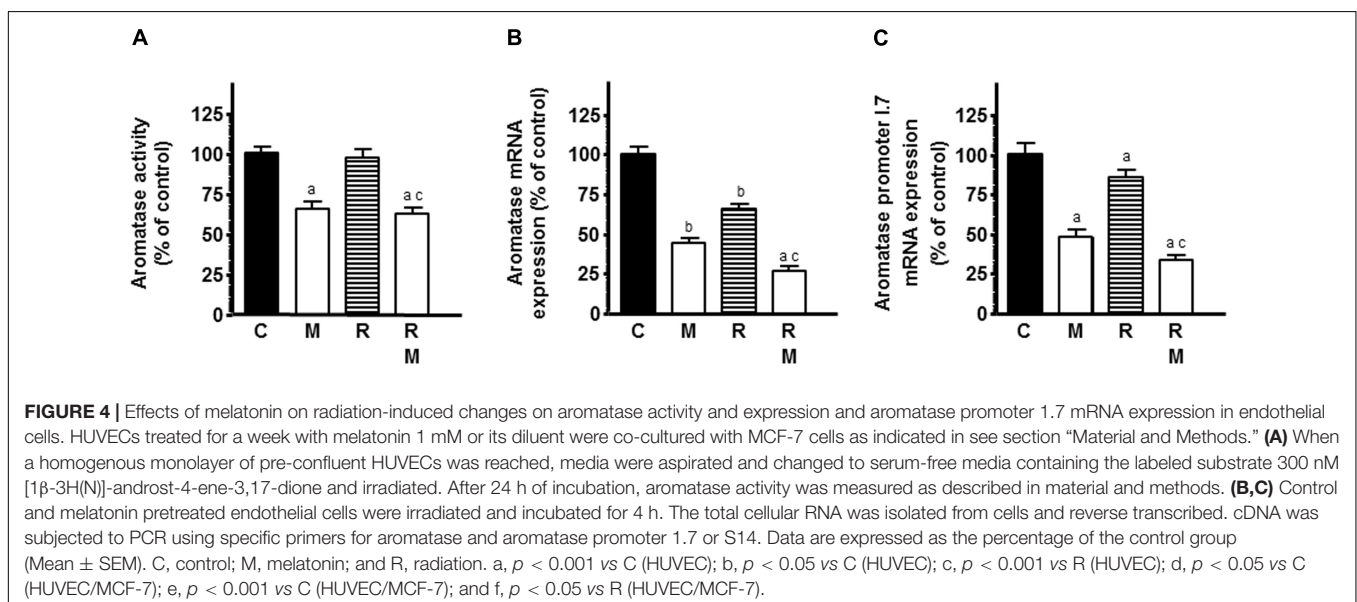 A
Aromatase activity
(% of control)
125
100
75
50
25
0
a
a c
C
M
R
R
M
B
Aromatase mRNA
expression (% of control)
125
100
75
50
25
0
b
b
a c
C
M
R
R
M
C
Aromatase promoter I.7
mRNA expression
(% of control)
125
100
75
50
25
0
a
a
a c
C
M
R
R
M
FIGURE 4 | Effects of melatonin on radiation-induced changes on aromatase activity and expression and aromatase promoter 1.7 mRNA expression in endothelial
cells. HUVECs treated for a week with melatonin 1 mM or its diluent were co-cultured with MCF-7 cells as indicated in see section “Material and Methods.” (A) When
a homogenous monolayer of pre-confluent HUVECs was reached, media were aspirated and changed to serum-free media containing the labeled substrate 300 nM
[1β-3H(N)]-androst-4-ene-3,17-dione and irradiated. After 24 h of incubation, aromatase activity was measured as described in material and methods. (B,C) Control
and melatonin pretreated endothelial cells were irradiated and incubated for 4 h. The total cellular RNA was isolated from cells and reverse transcribed. cDNA was
subjected to PCR using specific primers for aromatase and aromatase promoter 1.7 or S14. Data are expressed as the percentage of the control group
(Mean ± SEM). C, control; M, melatonin; and R, radiation. a, p < 0.001 vs C (HUVEC); b, p < 0.05 vs C (HUVEC); c, p < 0.001 vs R (HUVEC); d, p < 0.05 vs C
(HUVEC/MCF-7); e, p < 0.001 vs C (HUVEC/MCF-7); and f, p < 0.05 vs R (HUVEC/MCF-7).